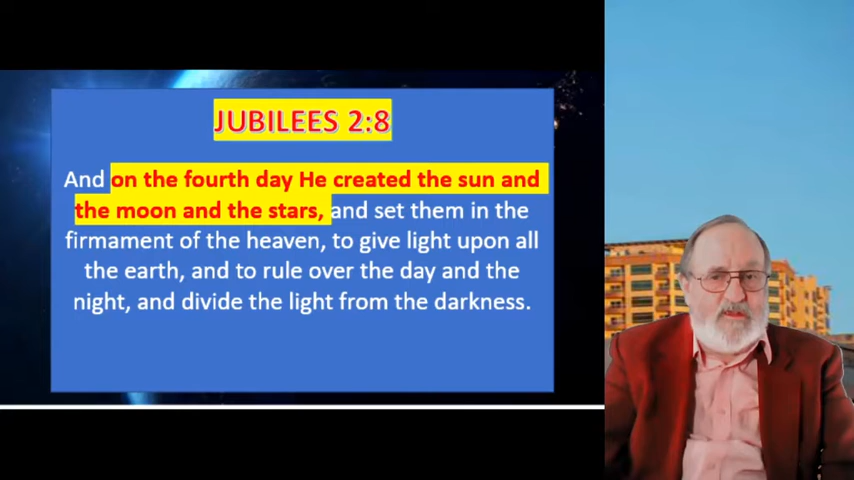 JUBILEES 2:8
And on the fourth day He created the sun and
the moon and the stars, and set them in the
firmament of the heaven, to give light upon all
the earth, and to rule over the day and the
night, and divide the light from the darkness.